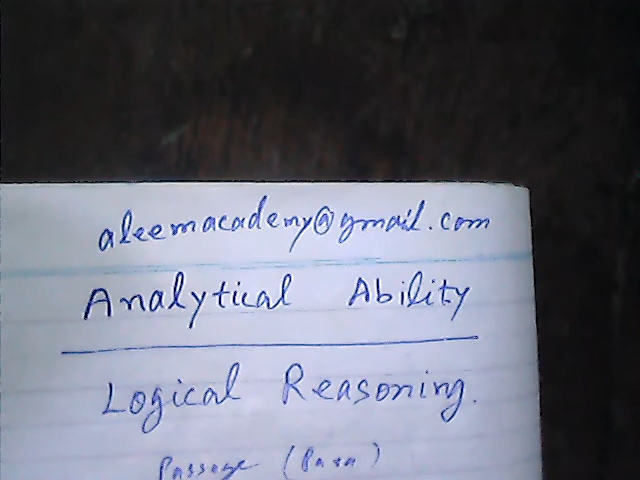 aleemacademy@gmail.com
Analytical Ability
Logical Reasoning.
Passage (Para)